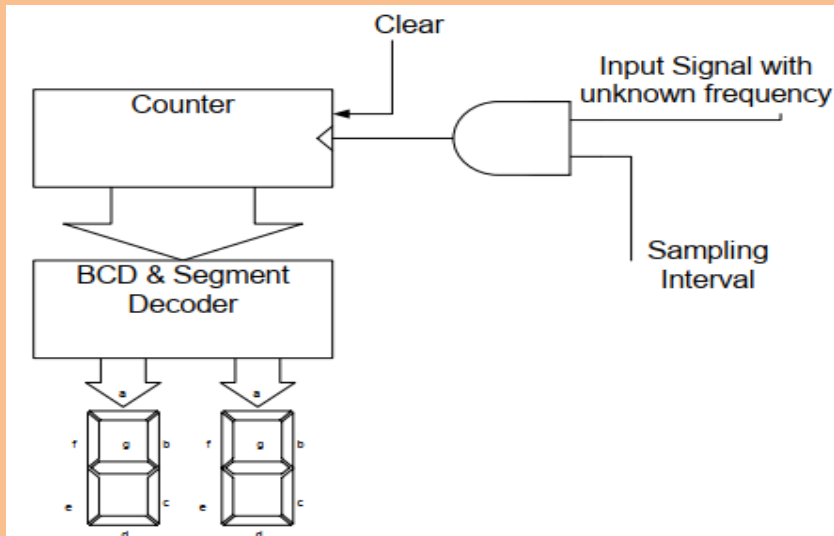 Clear
Input Signal with
unknown frequency
Counter
Sampling
Interval
BCD & Segment
Decoder
a a
f g b f g b
e c e c
d d